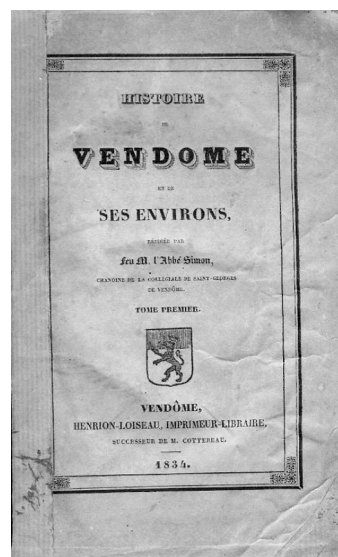 HISTOIRE
DE
VENDOME
ET DE
SES ENVIRONS,
RÉDIGÉE PAR
feu M. l'Abbé Simon,
CHANOINE DE LA COLLÉGIALE DE SAINT-GEORGES
DE VENDÔME.
TOME PREMIER.
VENDÔME,
HENRION-LOISEAU, IMPRIMEUR-LIBRAIRE,
SUCCESSEUR DE M. COTTEREAU.
1834.